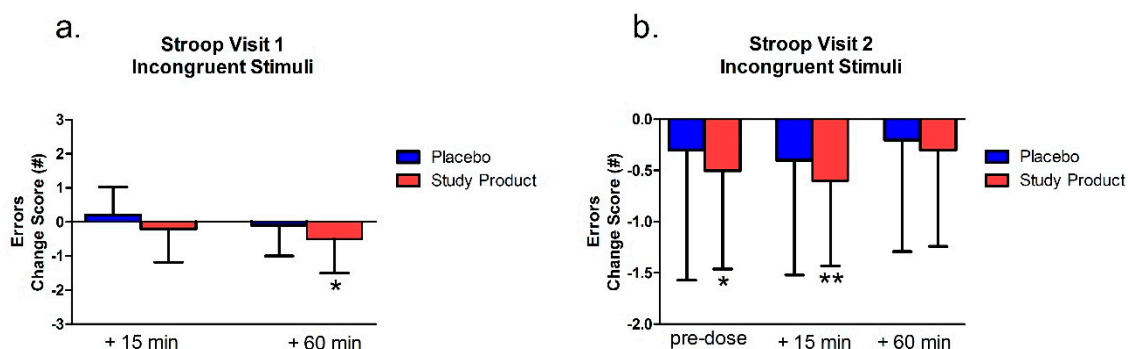 a.
Stroop Visit 1
Incongruent Stimuli
Errors
Change Score (#)
3
2
1
0
-1
-2
-3
*
+ 15 min
+ 60 min
Placebo
Study Product
b.
Stroop Visit 2
Incongruent Stimuli
Errors
Change Score (#)
0.0
-0.5
-1.0
-1.5
-2.0
*
**
pre-dose
+ 15 min
+ 60 min
Placebo
Study Product